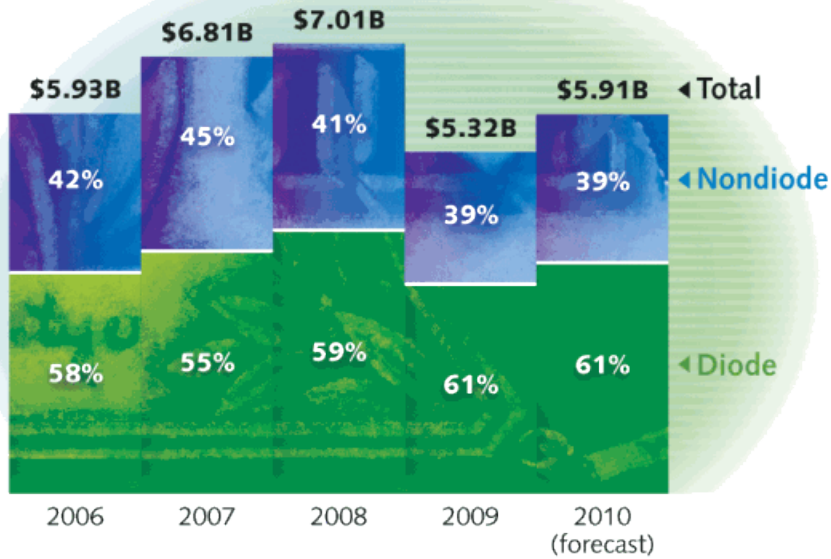 $5.93B
$6.81B
$7.01B
$5.32B
$5.91B
Total
42%
45%
41%
39%
39%
Nondiode
58%
55%
59%
61%
61%
Diode
2006
2007
2008
2009
2010
(forecast)